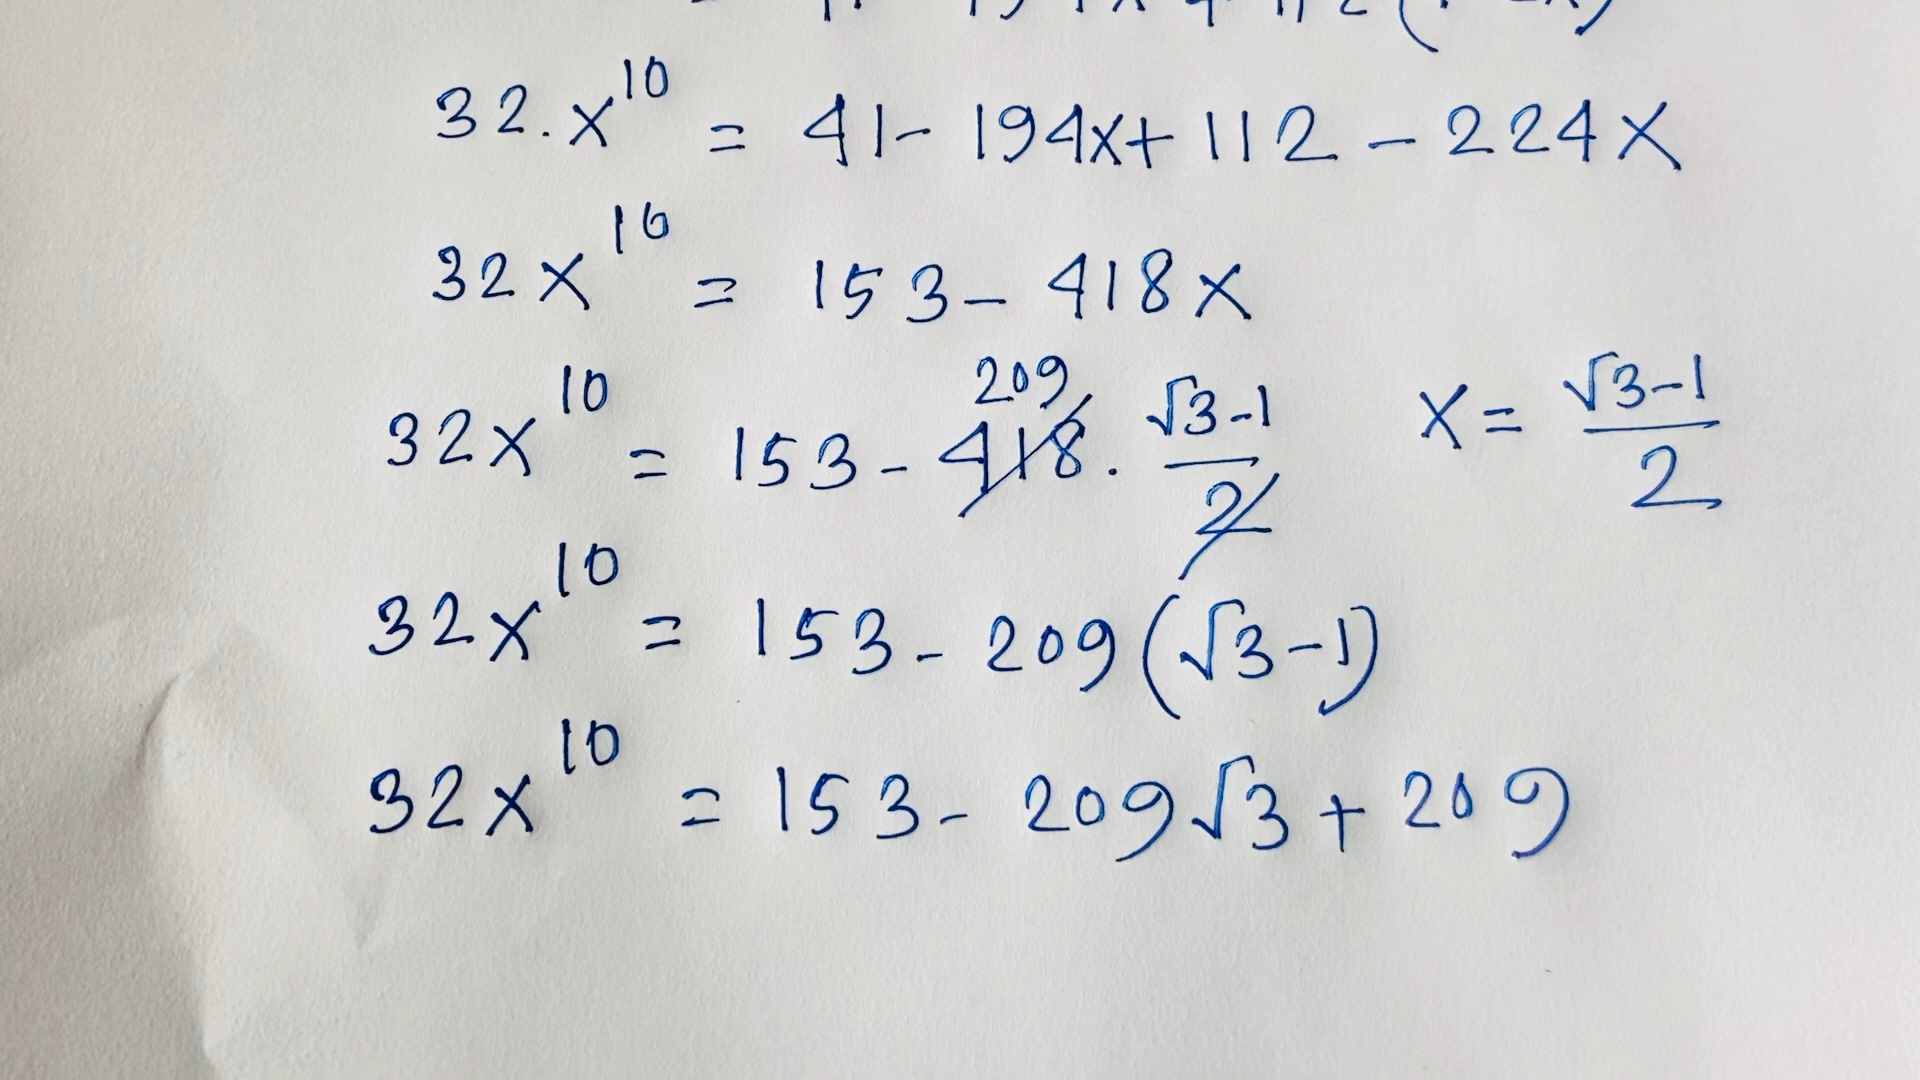 32.x^10 = 41 - 194x + 112 - 224x
32x^10 = 153 - 418x
32x^10 = 153 - 418 209 . (√3-1)/2 x = (√3-1)/2
32x^10 = 153 - 209(√3-1)
32x^10 = 153 - 209√3 + 209